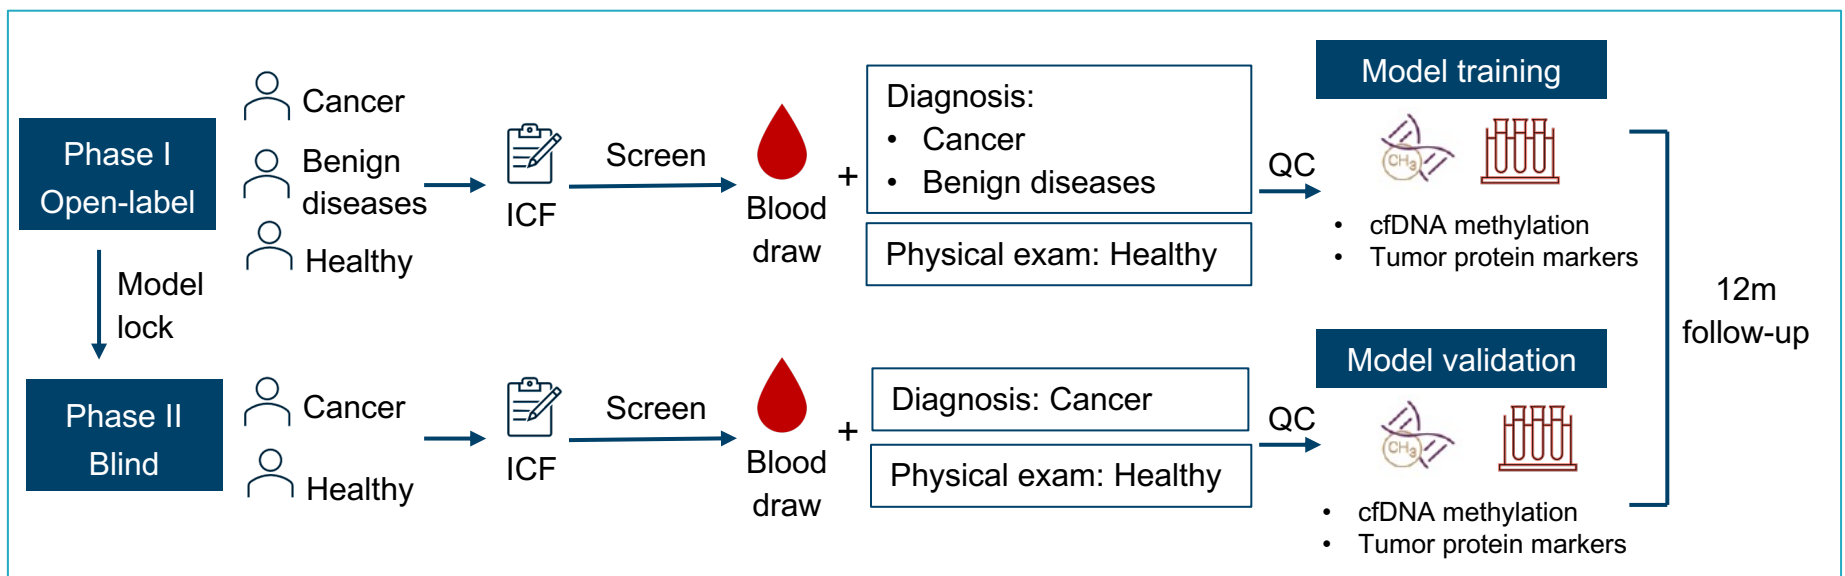 Phase I
Open-label
Cancer
Benign
diseases
Healthy
ICF
Screen
Blood
draw
+
Diagnosis:
• Cancer
• Benign diseases
Physical exam: Healthy
QC
Model training
CH3
• cfDNA methylation
• Tumor protein markers
Model
lock
12m
follow-up
Phase II
Blind
Cancer
Healthy
ICF
Screen
Blood
draw
+
Diagnosis: Cancer
Physical exam: Healthy
QC
Model validation
CH3
• cfDNA methylation
• Tumor protein markers